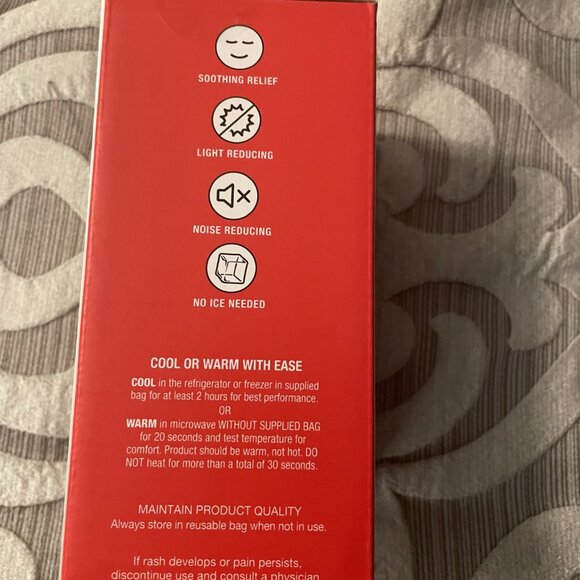 SOOTHING RELIEF
LIGHT REDUCING
NOISE REDUCING
NO ICE NEEDED
COOL OR WARM WITH EASE
COOL in the refrigerator or freezer in supplied
bag for at least 2 hours for best performance.
OR
WARM in microwave WITHOUT SUPPLIED BAG
for 20 seconds and test temperature for
comfort. Product should be warm, not hot. DO
NOT heat for more than a total of 30 seconds.
MAINTAIN PRODUCT QUALITY
Always store in reusable bag when not in use.
If rash develops or pain persists,
discontinue use and consult a physician